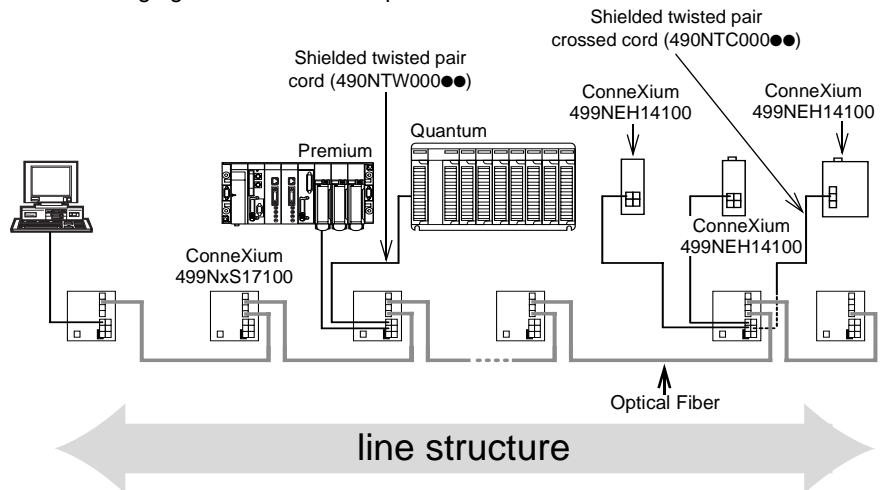 Shielded twisted pair
crossed cord (490NTC000●●)
Shielded twisted pair
cord (490NTW000●●)
ConneXium
499NEH14100
ConneXium
499NEH14100
Quantum
Premium
ConneXium
499NEH14100
ConneXium
499NxS17100
Optical Fiber
line structure